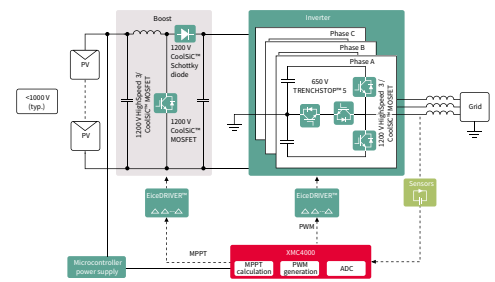 Boost
Inverter
Phase C
Phase B
Phase A
PV
PV
<1000 V
(typ.)
1200 V HighSpeed 3/
CoolSiC™ MOSFET
1200 V
CoolSiC™
Schottky
diode
1200 V
CoolSiC™
MOSFET
650 V
TRENCHSTOP™ 5
1200 V HighSpeed 3 /
CoolSiC™ MOSFET
Grid
EiceDRIVER™
EiceDRIVER™
Sensors
MPPT
PWM
XMC4000
MPPT
calculation
PWM
generation
ADC
Microcontroller
power supply